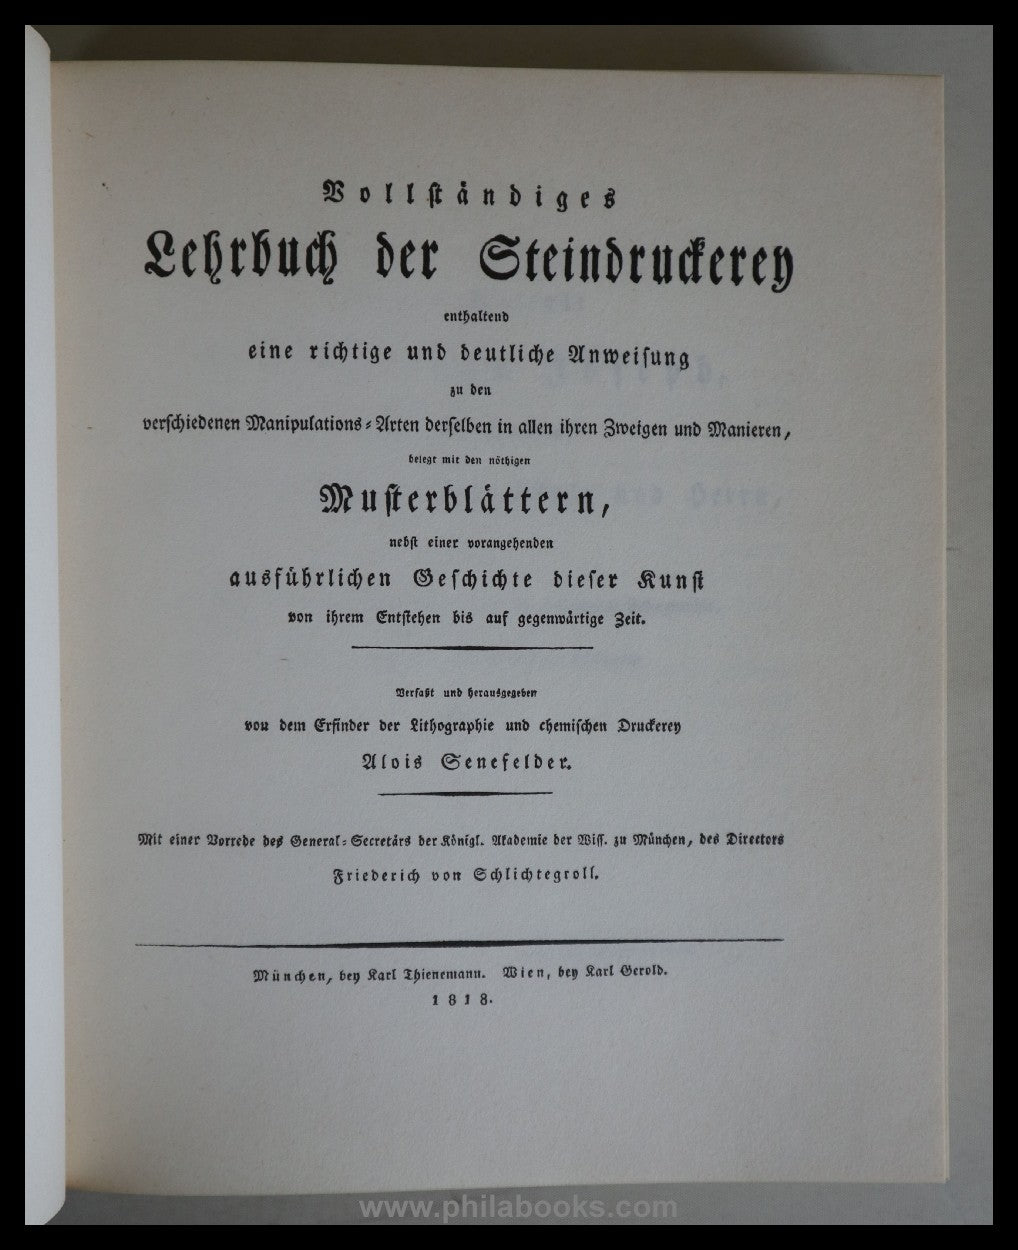 Vollständiges
Lehrbuch der Steindruckerey
enthaltend
eine richtige und deutliche Anweisung
zu den
verschiedenen Manipulations-Arten derselben in allen ihren Zweigen und Manieren,
belegt mit den nöthigen
Musterblättern,
nebst einer vorangehenden
ausführlichen Geschichte dieser Kunst
von ihrem Entstehen bis auf gegenwärtige Zeit.
Verfaßt und herausgegeben
von dem Erfinder der Lithographie und chemischen Druckerey
Alois Senefelder.
Mit einer Vorrede des General-Secretärs der Königl. Akademie der Wiss. zu München, des Directors
Friederich von Schlichtegroll.
München, bey Karl Thienemann. Wien, bey Karl Gerold.
1818.
www.philabooks.com